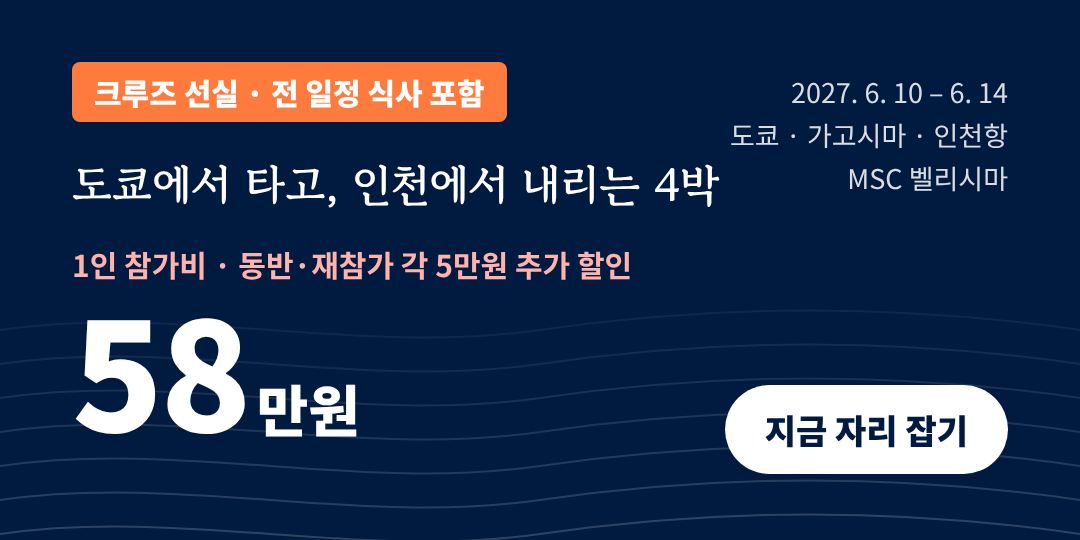 크루즈 선실 · 전 일정 식사 포함
2027. 6. 10 – 6. 14
도쿄 · 가고시마 · 인천항
MSC 벨리시마
도쿄에서 타고, 인천에서 내리는 4박
1인 참가비 · 동반·재참가 각 5만원 추가 할인
58만원
지금 자리 잡기